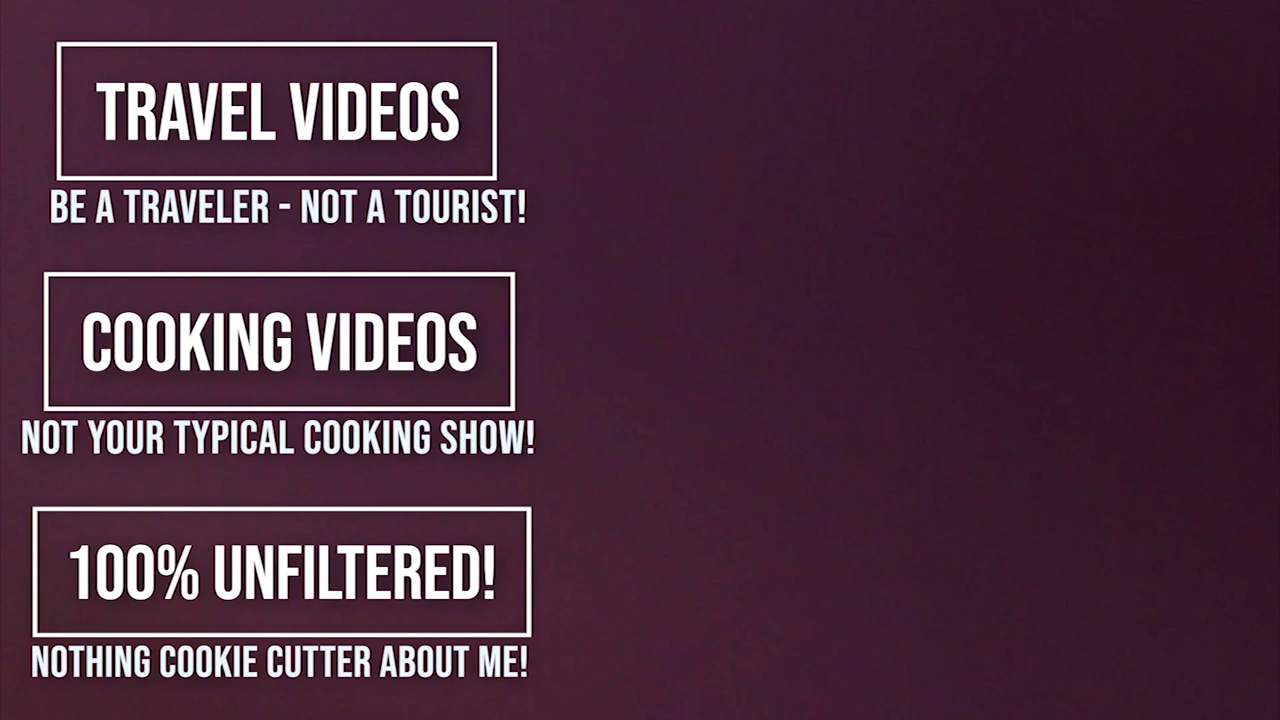 TRAVEL VIDEOS
BE A TRAVELER - NOT A TOURIST!
COOKING VIDEOS
NOT YOUR TYPICAL COOKING SHOW!
100% UNFILTERED!
NOTHING COOKIE CUTTER ABOUT ME!